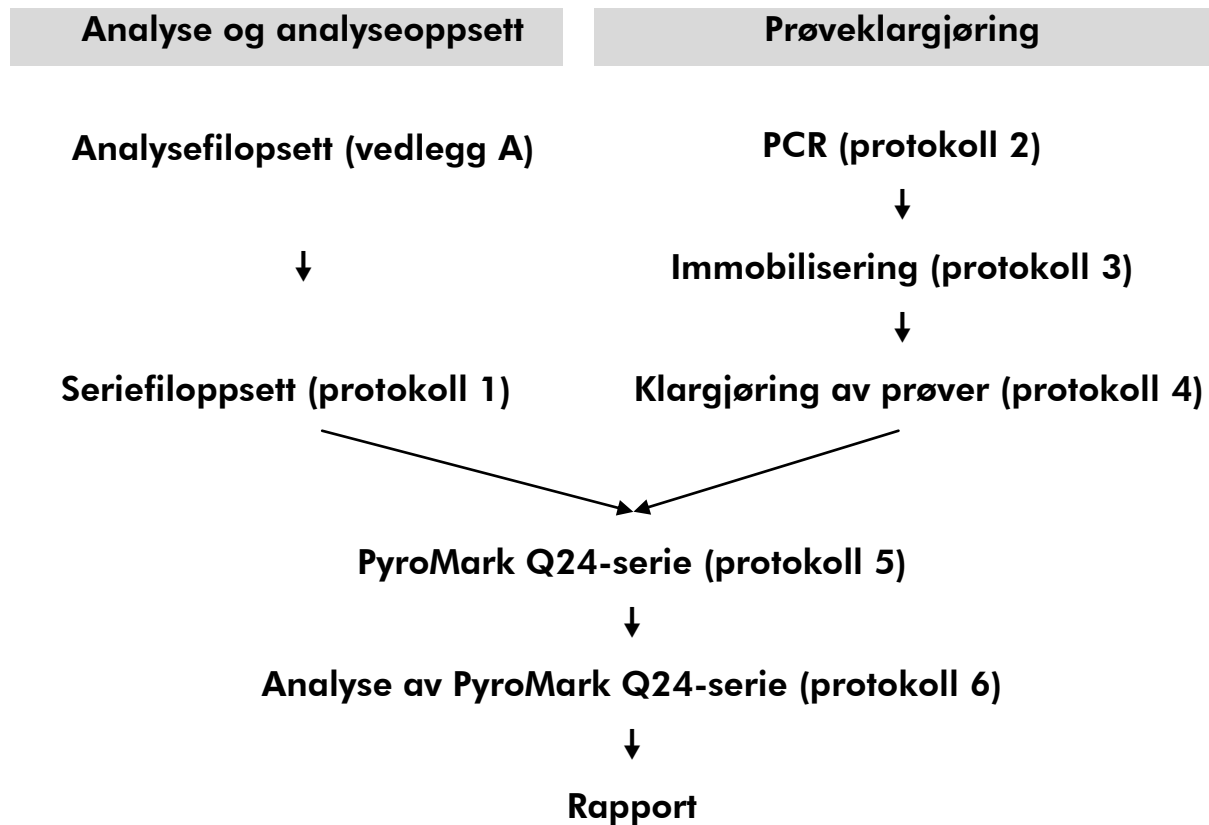 Analyse og analyseoppsett
Prøveklargjøring
Analysefilopsett (vedlegg A)
PCR (protokoll 2)
Immobilisering (protokoll 3)
Seriefiloppsett (protokoll 1)
Klargjøring av prøver (protokoll 4)
PyroMark Q24-serie (protokoll 5)
Analyse av PyroMark Q24-serie (protokoll 6)
Rapport